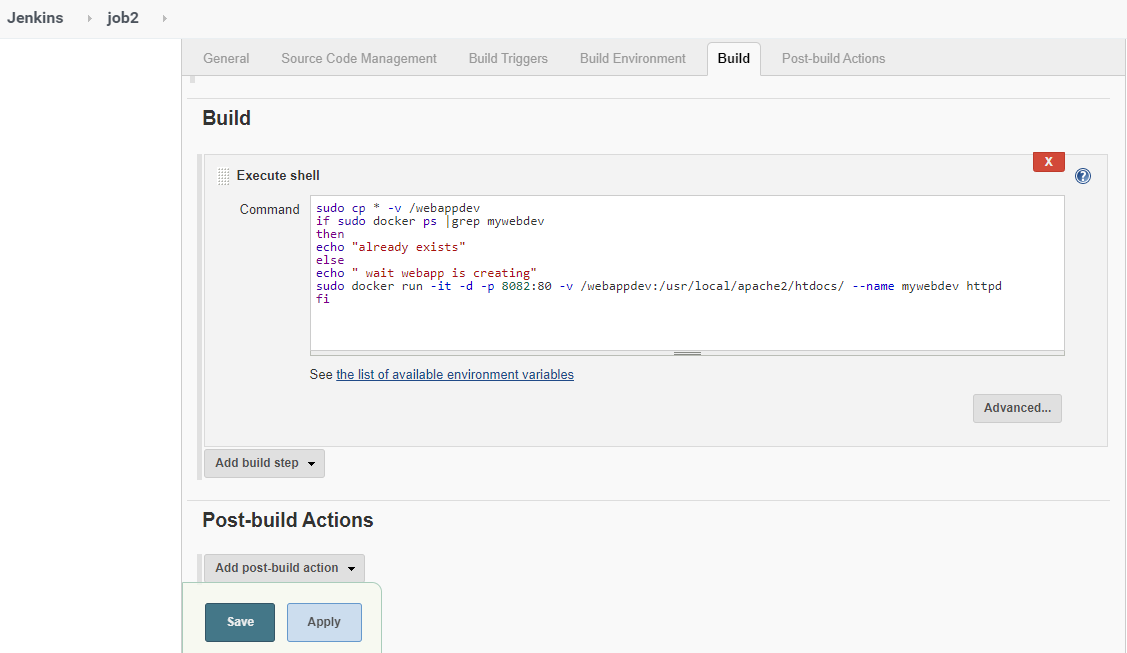 Jenkins job2
General Source Code Management Build Triggers Build Environment Build Post-build Actions
Build
X
Execute shell
?
Command
sudo cp * -v /webappdev
if sudo docker ps |grep mywebdev
then
echo "already exists"
else
echo " wait webapp is creating"
sudo docker run -it -d -p 8082:80 -v /webappdev:/usr/local/apache2/htdocs/ --name mywebdev httpd
fi
See the list of available environment variables
Advanced...
Add build step
Post-build Actions
Add post-build action
Save Apply